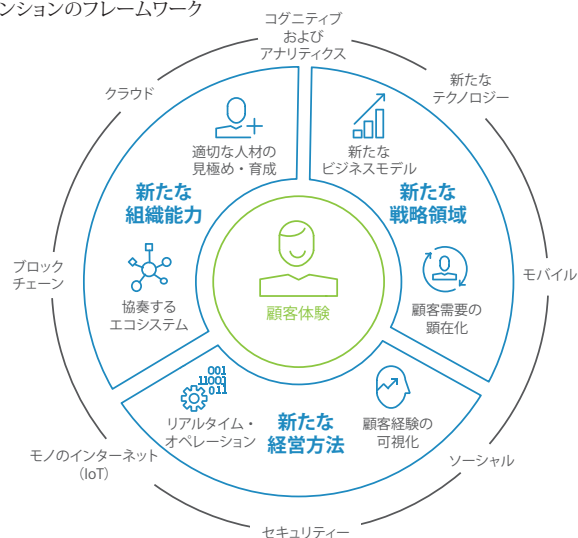 ンションのフレームワーク
コグニティブ
および
アナリティクス
新たな
テクノロジー
クラウド
適切な人材の
見極め・育成
新たな
ビジネスモデル
新たな
組織能力
新たな
戦略領域
ブロック
チェーン
モバイル
協奏する
エコシステム
顧客体験
顧客需要の
顕在化
001
11001
011
リアルタイム・
オペレーション
新たな
経営方法
顧客経験の
可視化
モノのインターネット
（IoT）
ソーシャル
セキュリティー